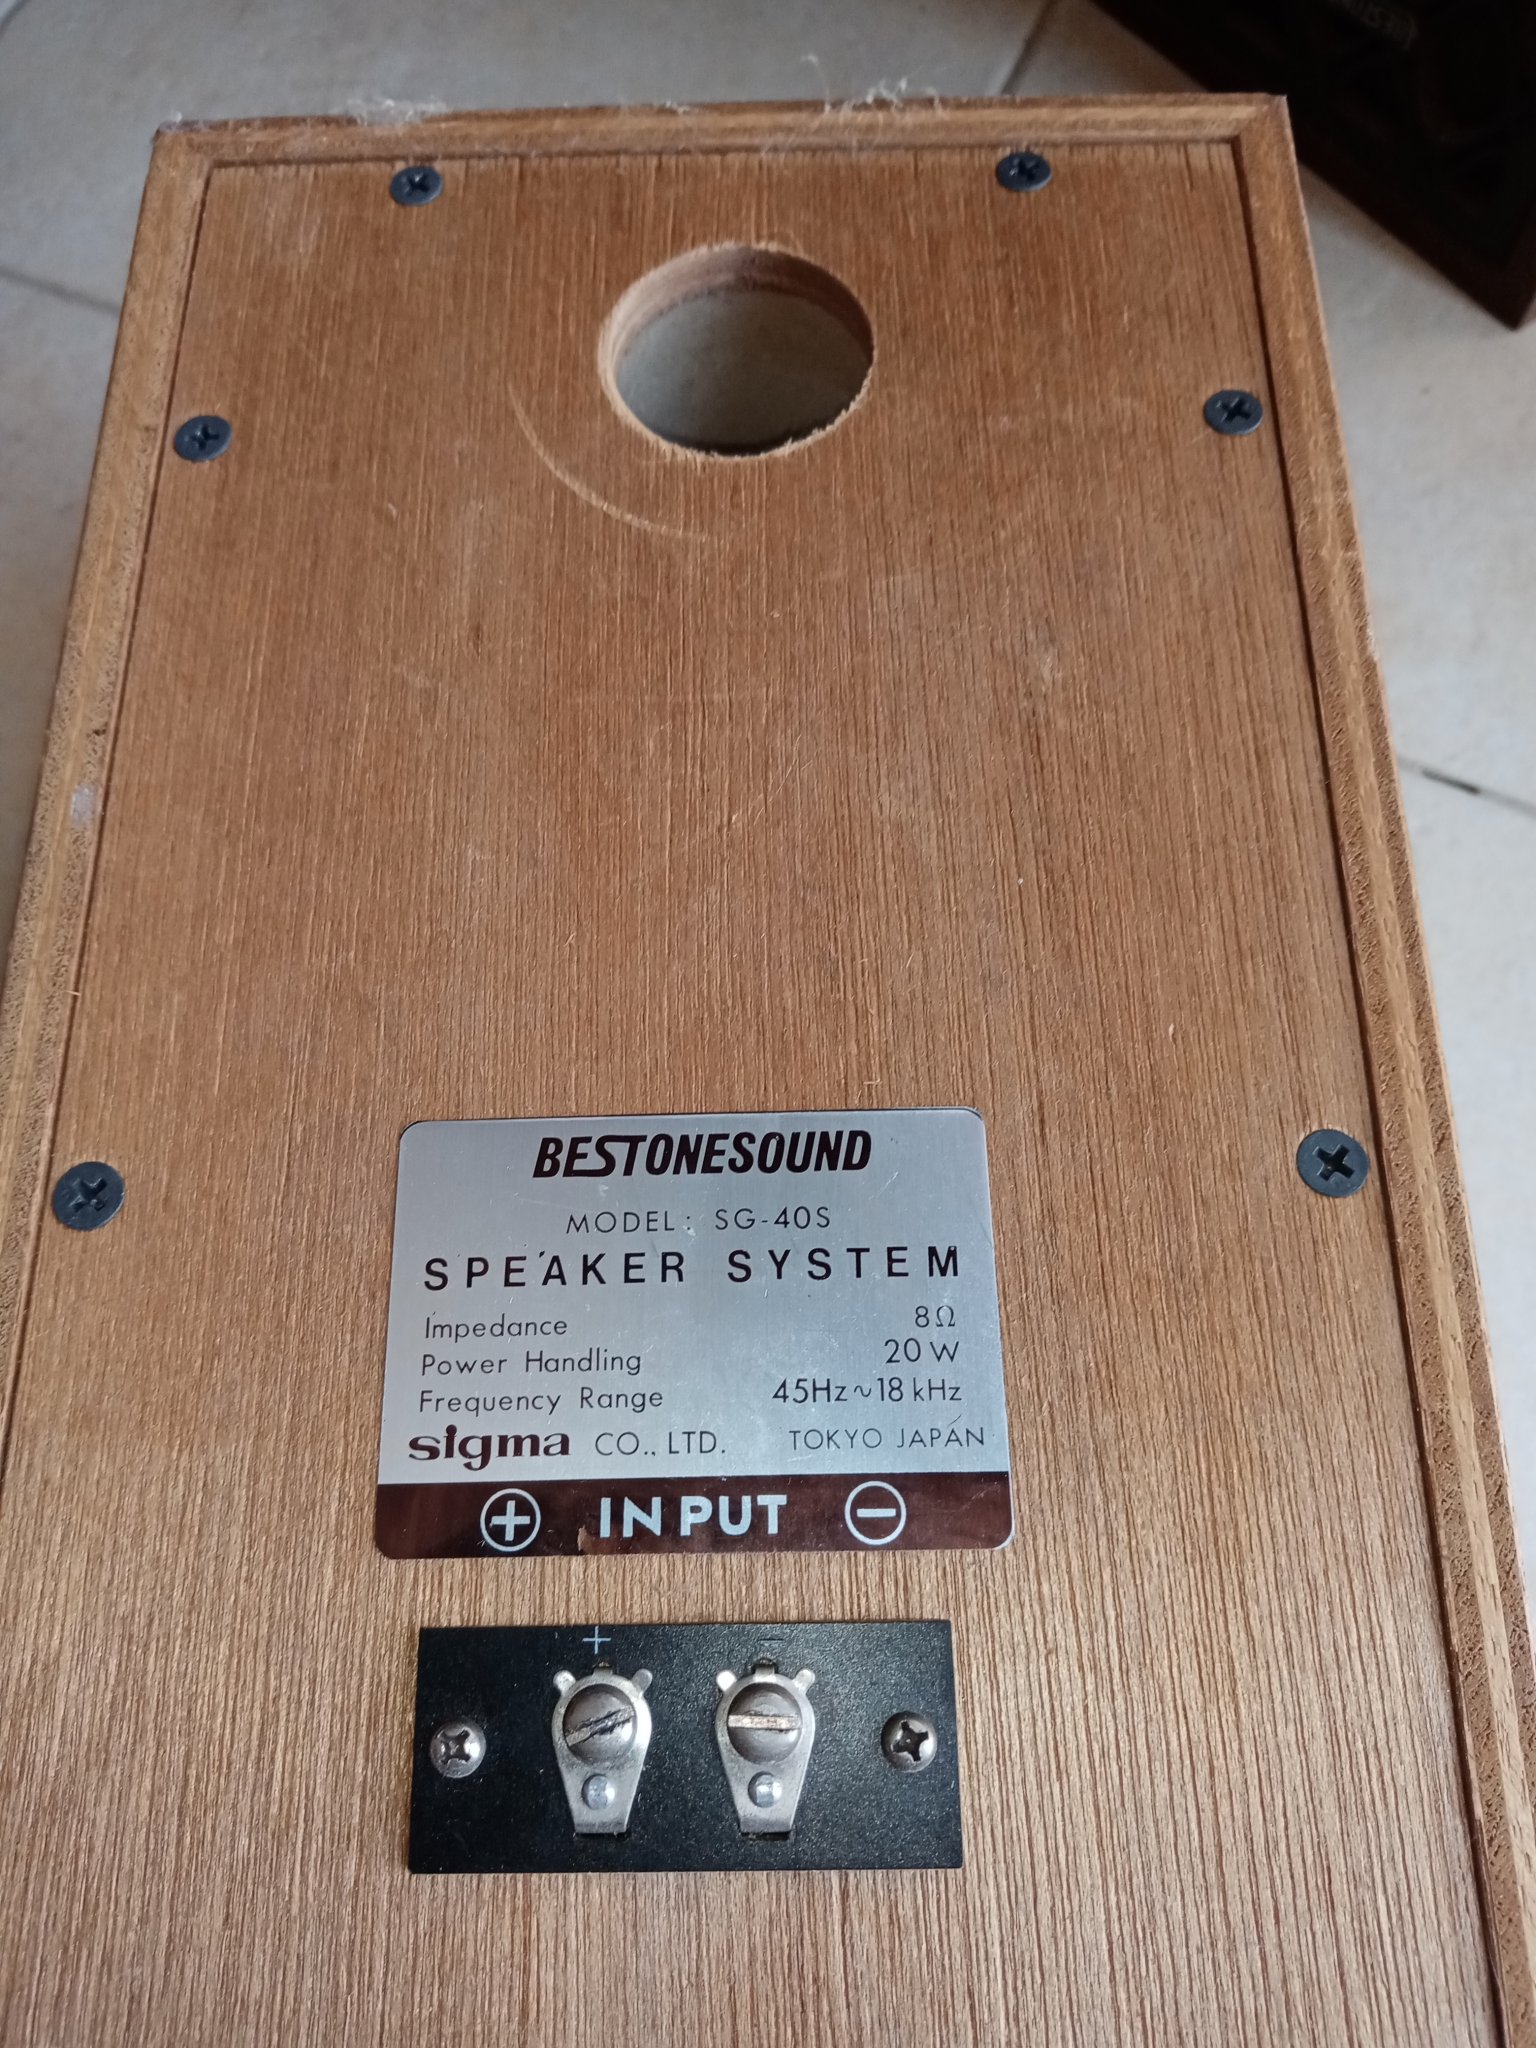 BESTONESOUND
MODEL: SG-40S
SPEAKER SYSTEM
Impedance 8Ω
Power Handling 20 W
Frequency Range 45Hz~18 kHz
sigma CO., LTD. TOKYO JAPAN
+ INPUT −
+ −